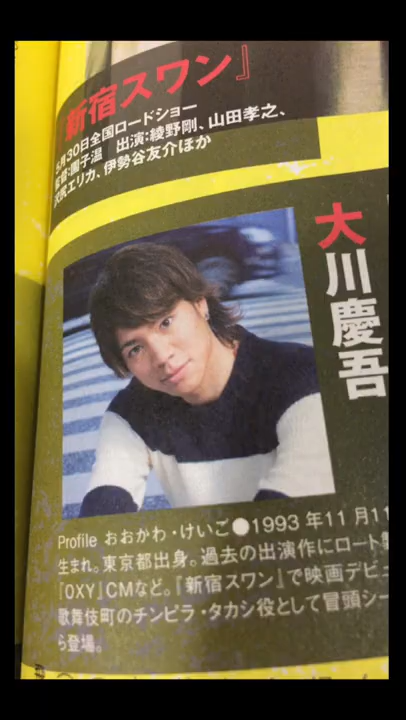 『新宿スワン』
5月30日全国ロードショー
監督:園子温 出演:綾野剛、山田孝之、
沢尻エリカ、伊勢谷友介ほか
大川慶吾
Profile おおかわ・けいご●1993年11月11
生まれ。東京都出身。過去の出演作にロート製
『OXY』CMなど。『新宿スワン』で映画デビュ
歌舞伎町のチンピラ・タカシ役として冒頭シー
ら登場。